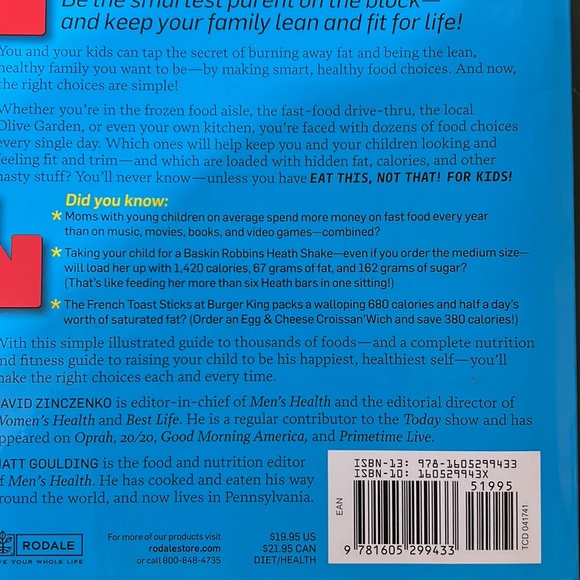 Be the smartest parent on the block—
and keep your family lean and fit for life!
You and your kids can tap the secret of burning away fat and being the lean,
healthy family you want to be—by making smart, healthy food choices. And now,
the right choices are simple!
Whether you're in the frozen food aisle, the fast-food drive-thru, the local
Olive Garden, or even your own kitchen, you're faced with dozens of food choices
every single day. Which ones will help keep you and your children looking and
feeling fit and trim—and which are loaded with hidden fat, calories, and other
nasty stuff? You'll never know—unless you have EAT THIS, NOT THAT! FOR KIDS!
Did you know:
* Moms with young children on average spend more money on fast food every year
than on music, movies, books, and video games—combined?
* Taking your child for a Baskin Robbins Heath Shake—even if you order the medium size—
will load her up with 1,420 calories, 67 grams of fat, and 162 grams of sugar?
(That's like feeding her more than six Heath bars in one sitting!)
* The French Toast Sticks at Burger King packs a walloping 680 calories and half a day's
worth of saturated fat? (Order an Egg & Cheese Croissan'Wich and save 380 calories!)
With this simple illustrated guide to thousands of foods—and a complete nutrition
and fitness guide to raising your child to be his happiest, healthiest self—you'll
make the right choices each and every time.
DAVID ZINCZENKO is editor-in-chief of Men's Health and the editorial director of
Women's Health and Best Life. He is a regular contributor to the Today show and has
appeared on Oprah, 20/20, Good Morning America, and Primetime Live.
MATT GOULDING is the food and nutrition editor
of Men's Health. He has cooked and eaten his way
around the world, and now lives in Pennsylvania.
RODALE
LIVE YOUR WHOLE LIFE
For more of our products visit
rodalestore.com
or call 800-848-4735
$19.95 US
$21.95 CAN
DIET/HEALTH
ISBN-13: 978-1605299433
ISBN-10: 160529943X
51995
EAN
9 781605 299433
TCD 041741